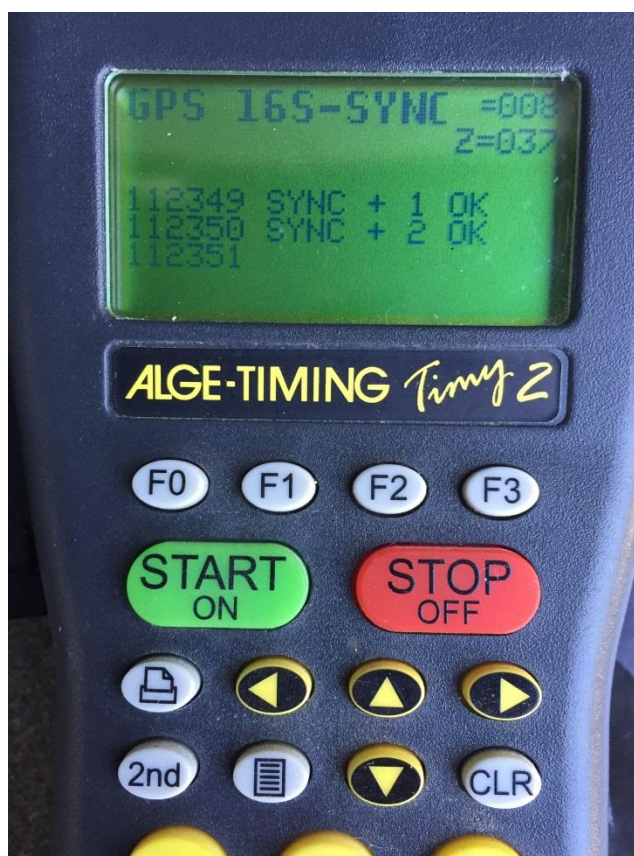 GPS 16S-SYNC =008
Z=037
112349 SYNC + 1 OK
112350 SYNC + 2 OK
112351
ALGE-TIMING Timy 2
F0 F1 F2 F3
START ON
STOP OFF
2nd CLR